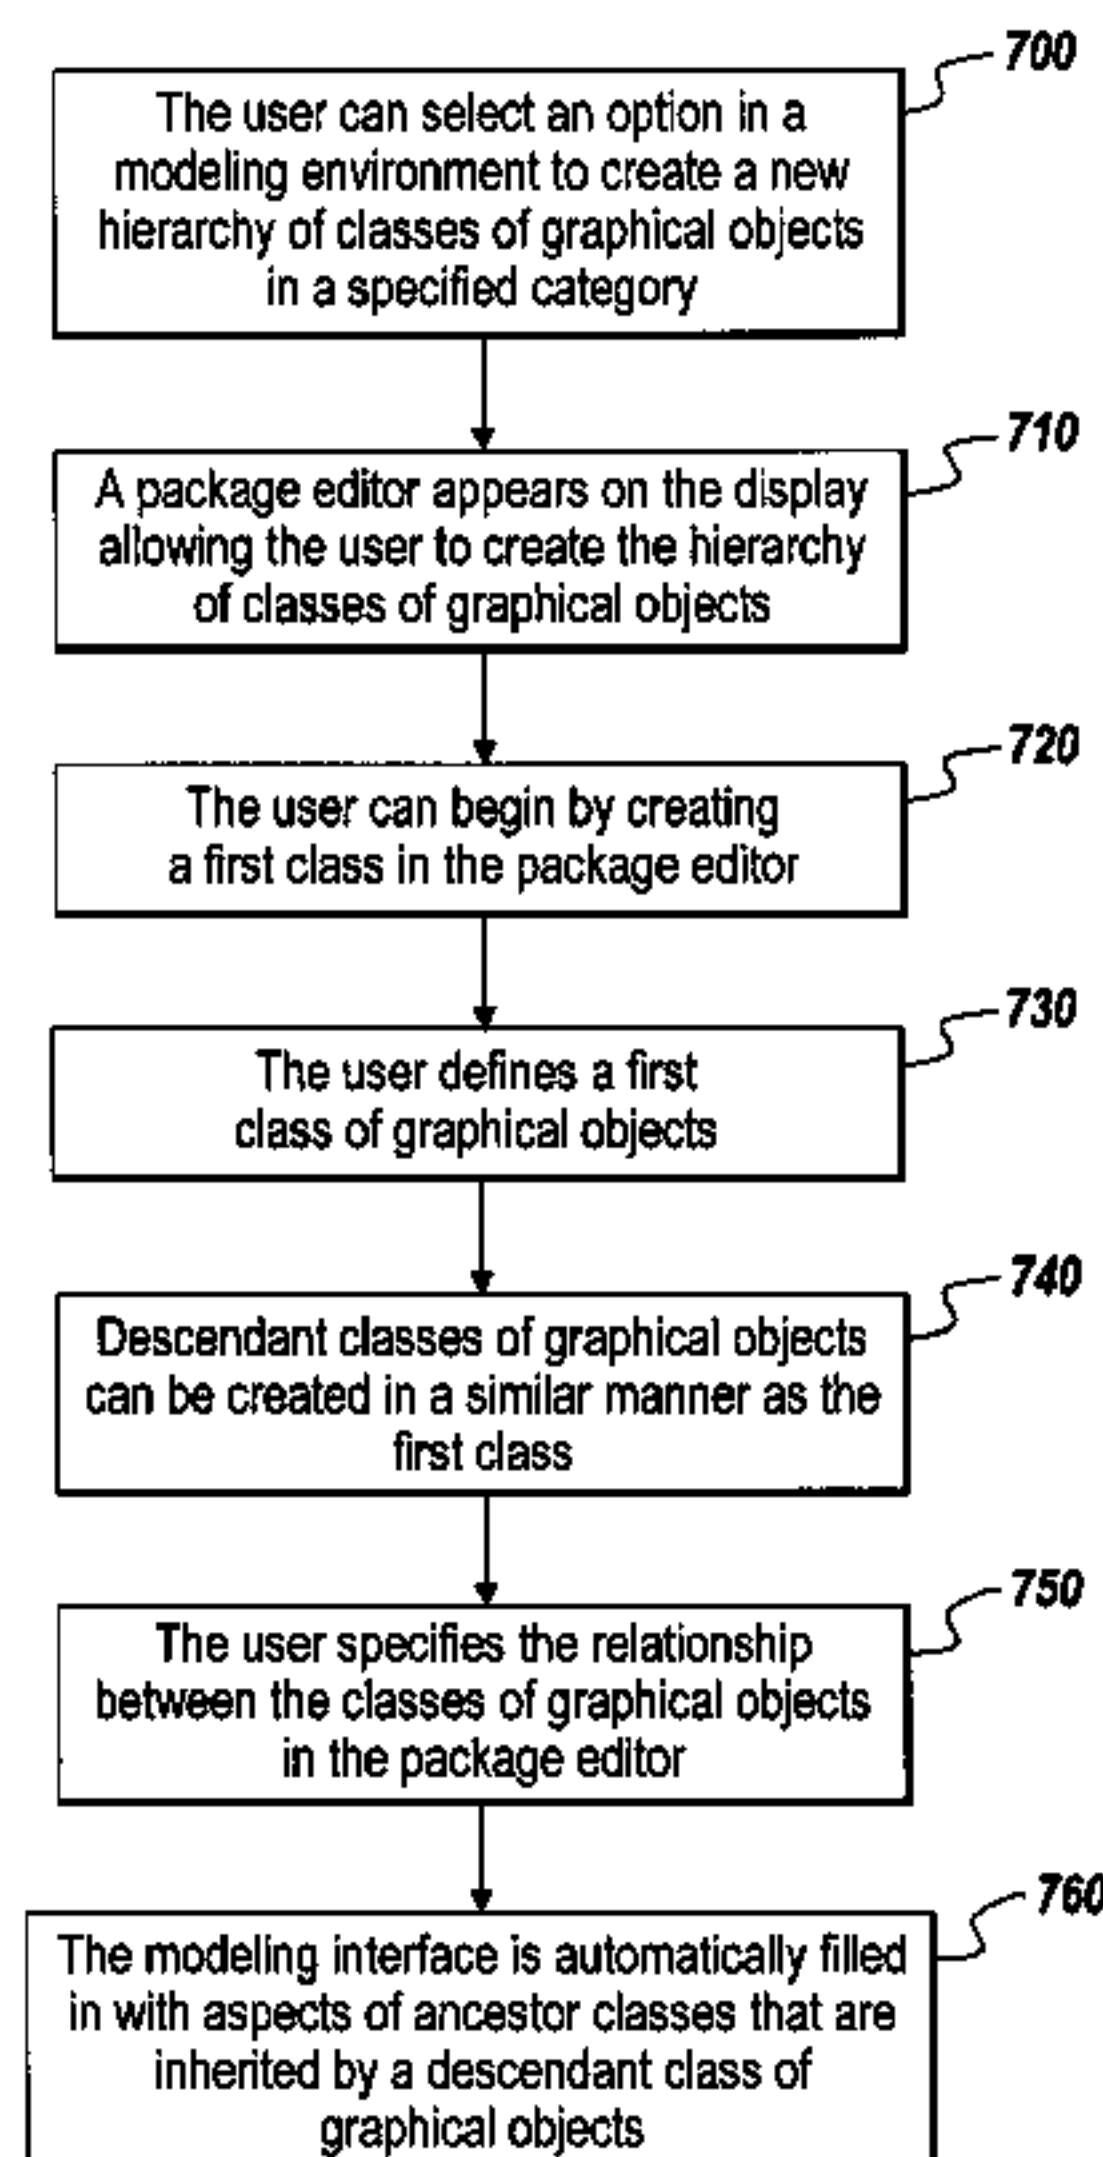 700
The user can select an option in a
modeling environment to create a new
hierarchy of classes of graphical objects
in a specified category
710
A package editor appears on the display
allowing the user to create the hierarchy
of classes of graphical objects
720
The user can begin by creating
a first class in the package editor
730
The user defines a first
class of graphical objects
740
Descendant classes of graphical objects
can be created in a similar manner as the
first class
750
The user specifies the relationship
between the classes of graphical objects
in the package editor
760
The modeling interface is automatically filled
in with aspects of ancestor classes that are
inherited by a descendant class of
graphical objects